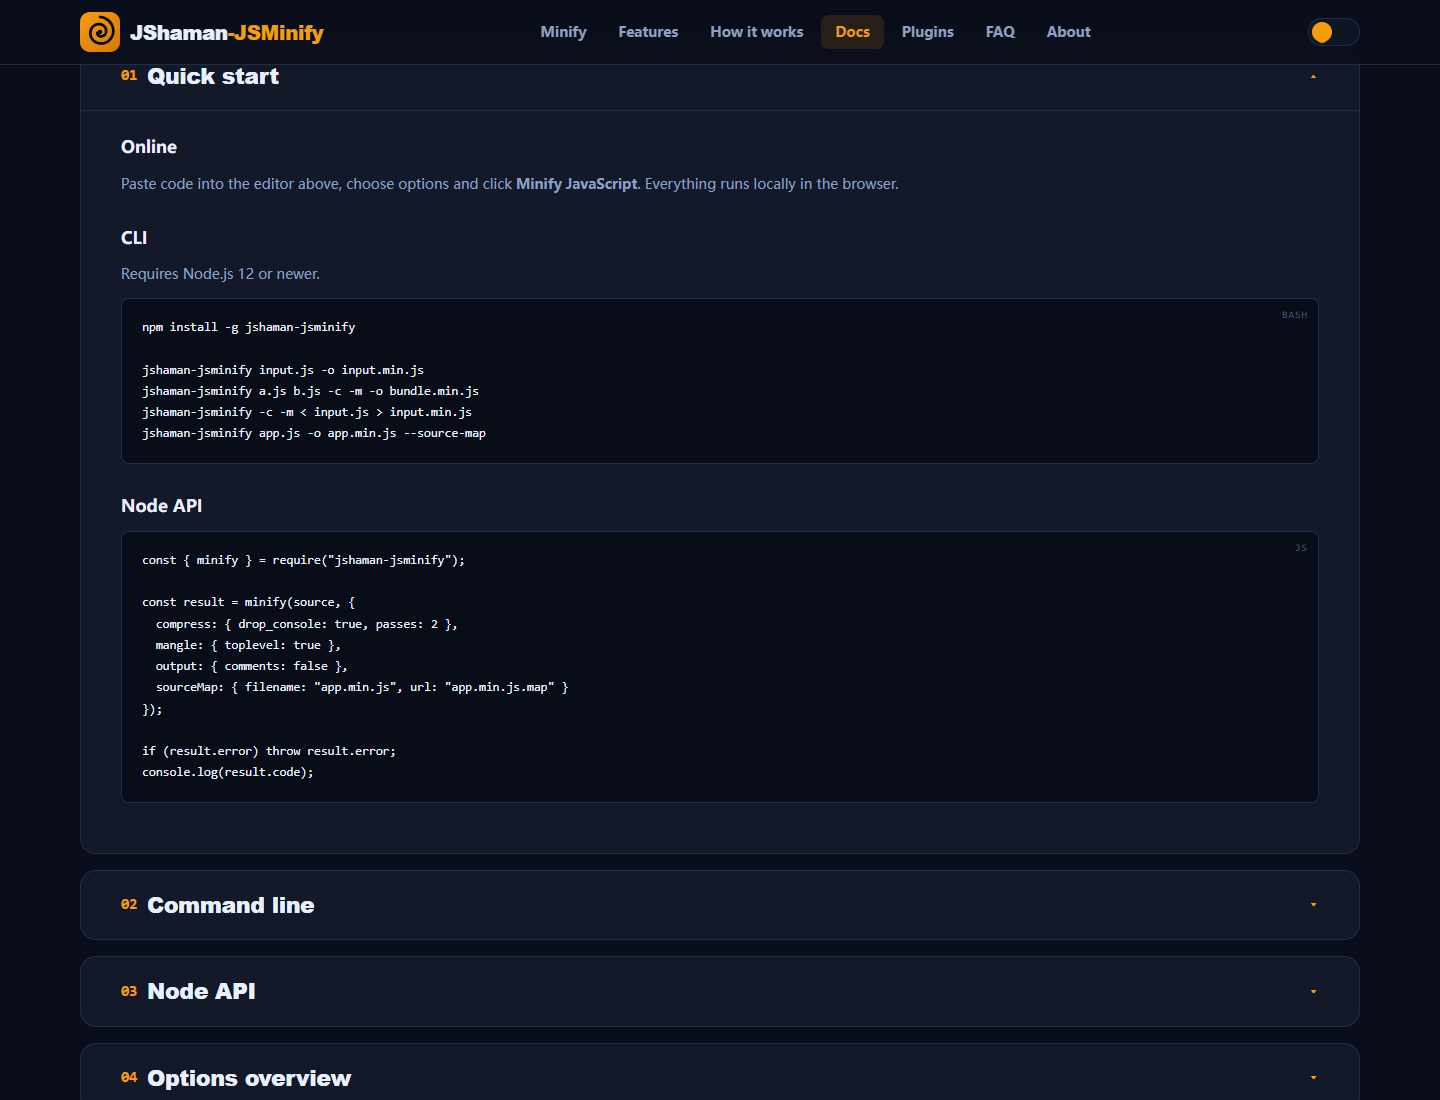 JShaman-JSMinify
Minify
Features
How it works
Docs
Plugins
FAQ
About
01 Quick start
Online
Paste code into the editor above, choose options and click Minify JavaScript. Everything runs locally in the browser.
CLI
Requires Node.js 12 or newer.
BASH
npm install -g jshaman-jsminify

jshaman-jsminify input.js -o input.min.js
jshaman-jsminify a.js b.js -c -m -o bundle.min.js
jshaman-jsminify -c -m < input.js > input.min.js
jshaman-jsminify app.js -o app.min.js --source-map
Node API
JS
const { minify } = require("jshaman-jsminify");

const result = minify(source, {
  compress: { drop_console: true, passes: 2 },
  mangle: { toplevel: true },
  output: { comments: false },
  sourceMap: { filename: "app.min.js", url: "app.min.js.map" }
});

if (result.error) throw result.error;
console.log(result.code);
02 Command line
03 Node API
04 Options overview